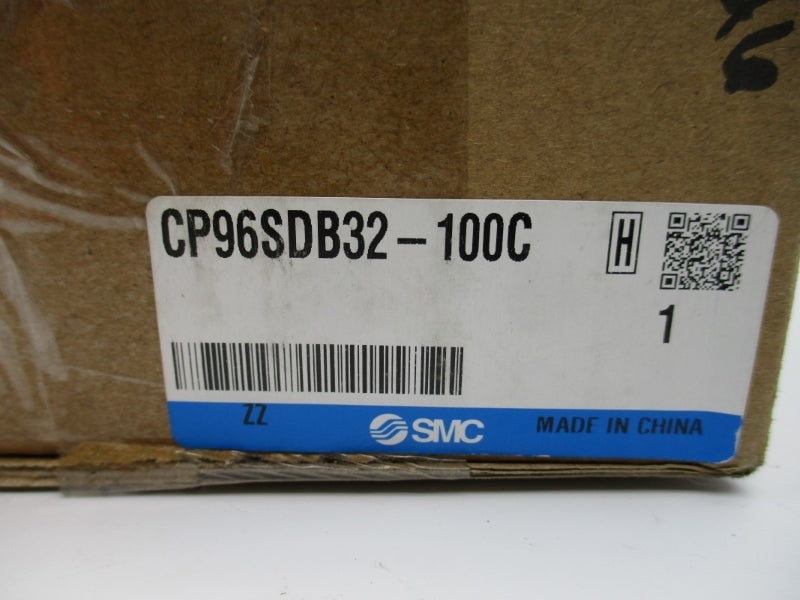 CP96SDB32-100C
H
1
ZZ
SMC
MADE IN CHINA